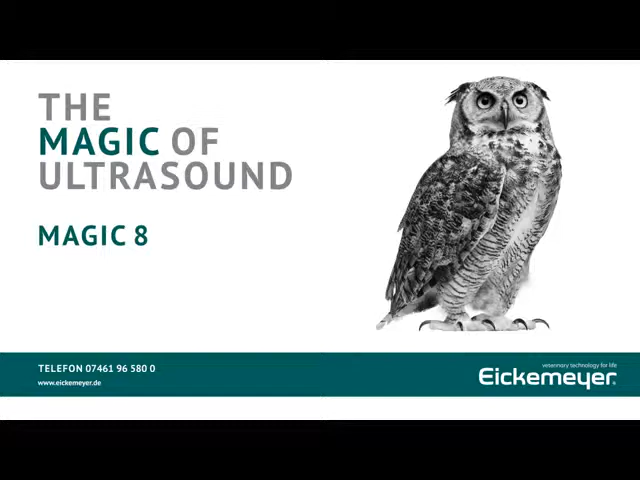 THE
MAGIC OF
ULTRASOUND
MAGIC 8
TELEFON 07461 96 580 0
www.eickemeyer.de
veterinary technology for life
Eickemeyer®